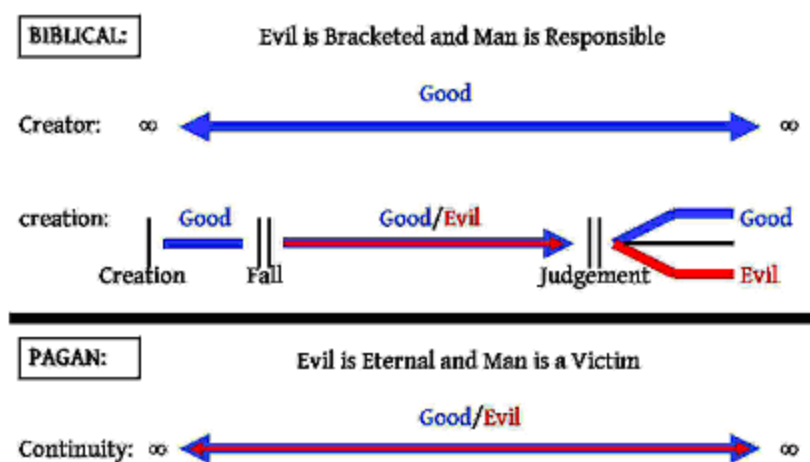 BIBLICAL: Evil is Bracketed and Man is Responsible
Good
Creator: ∞ ∞
creation: Good Good/Evil Good
Creation Fall Judgement Evil
PAGAN: Evil is Eternal and Man is a Victim
Good/Evil
Continuity: ∞ ∞